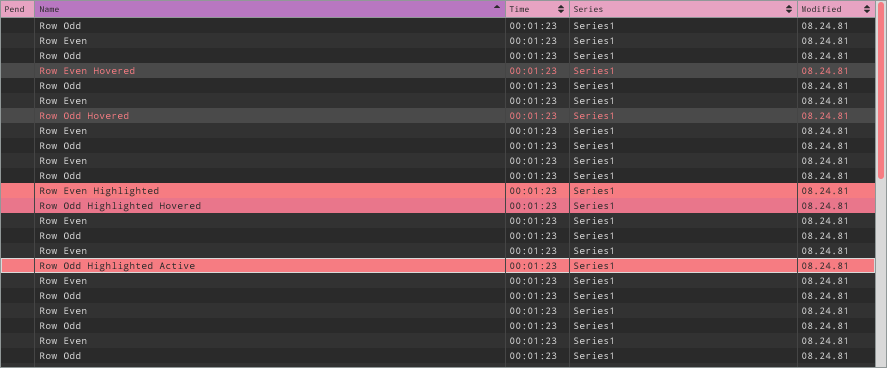 Pend Name Time Series Modified
Row Odd 00:01:23 Series1 08.24.81
Row Even 00:01:23 Series1 08.24.81
Row Odd 00:01:23 Series1 08.24.81
Row Even Hovered 00:01:23 Series1 08.24.81
Row Odd 00:01:23 Series1 08.24.81
Row Even 00:01:23 Series1 08.24.81
Row Odd Hovered 00:01:23 Series1 08.24.81
Row Even 00:01:23 Series1 08.24.81
Row Odd 00:01:23 Series1 08.24.81
Row Even 00:01:23 Series1 08.24.81
Row Odd 00:01:23 Series1 08.24.81
Row Even Highlighted 00:01:23 Series1 08.24.81
Row Odd Highlighted Hovered 00:01:23 Series1 08.24.81
Row Even 00:01:23 Series1 08.24.81
Row Odd 00:01:23 Series1 08.24.81
Row Even 00:01:23 Series1 08.24.81
Row Odd Highlighted Active 00:01:23 Series1 08.24.81
Row Even 00:01:23 Series1 08.24.81
Row Odd 00:01:23 Series1 08.24.81
Row Even 00:01:23 Series1 08.24.81
Row Odd 00:01:23 Series1 08.24.81
Row Even 00:01:23 Series1 08.24.81
Row Odd 00:01:23 Series1 08.24.81